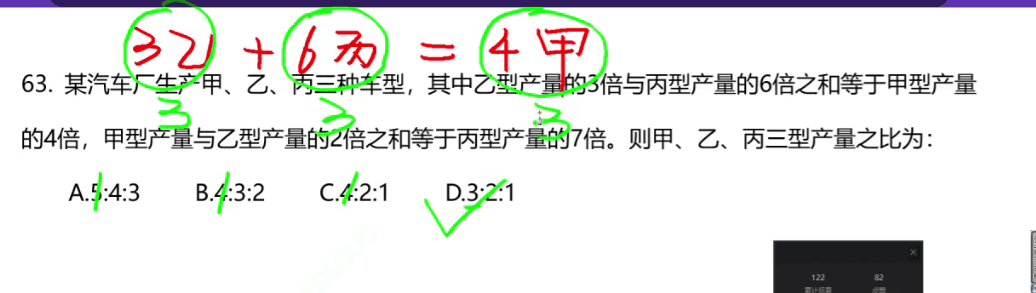 3乙 + 6丙 = 4甲
63. 某汽车厂生产甲、乙、丙三种车型，其中乙型产量的3倍与丙型产量的6倍之和等于甲型产量
3 3 3
的4倍，甲型产量与乙型产量的2倍之和等于丙型产量的7倍。则甲、乙、丙三型产量之比为：
A.5:4:3 B.4:3:2 C.4:2:1 D.3:2:1
122 82